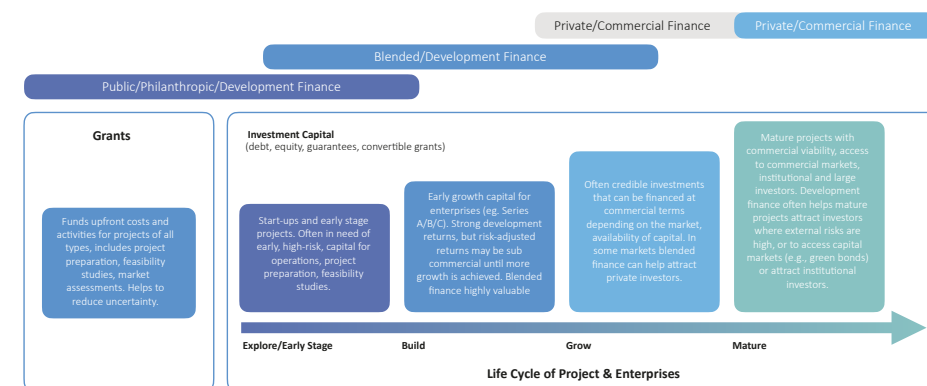 Private/Commercial Finance
Private/Commercial Finance
Blended/Development Finance
Public/Philanthropic/Development Finance
Grants
Funds upfront costs and
activities for projects of all
types, includes project
preparation, feasibility
studies, market
assessments. Helps to
reduce uncertainty.
Investment Capital
(debt, equity, guarantees, convertible grants)
Start-ups and early stage
projects. Often in need of
early, high-risk, capital for
operations, project
preparation, feasibility
studies.
Early growth capital for
enterprises (eg. Series
A/B/C). Strong development
returns, but risk-adjusted
returns may be sub
commercial until more
growth is achieved. Blended
finance highly valuable
Often credible investments
that can be financed at
commercial terms
depending on the market,
availability of capital. In
some markets blended
finance can help attract
private investors.
Mature projects with
commercial viability, access
to commercial markets,
institutional and large
investors. Development
finance often helps mature
projects attract investors
where external risks are
high, or to access capital
markets (e.g., green bonds)
or attract institutional
investors.
Explore/Early Stage
Build
Grow
Mature
Life Cycle of Project & Enterprises